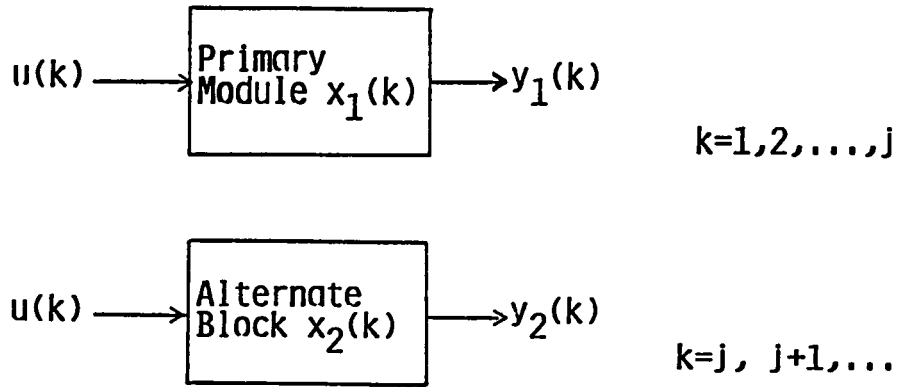 u(k)
Primary
Module x₁(k)
y₁(k)
k=1,2,...,j
u(k)
Alternate
Block x₂(k)
y₂(k)
k=j, j+1,...